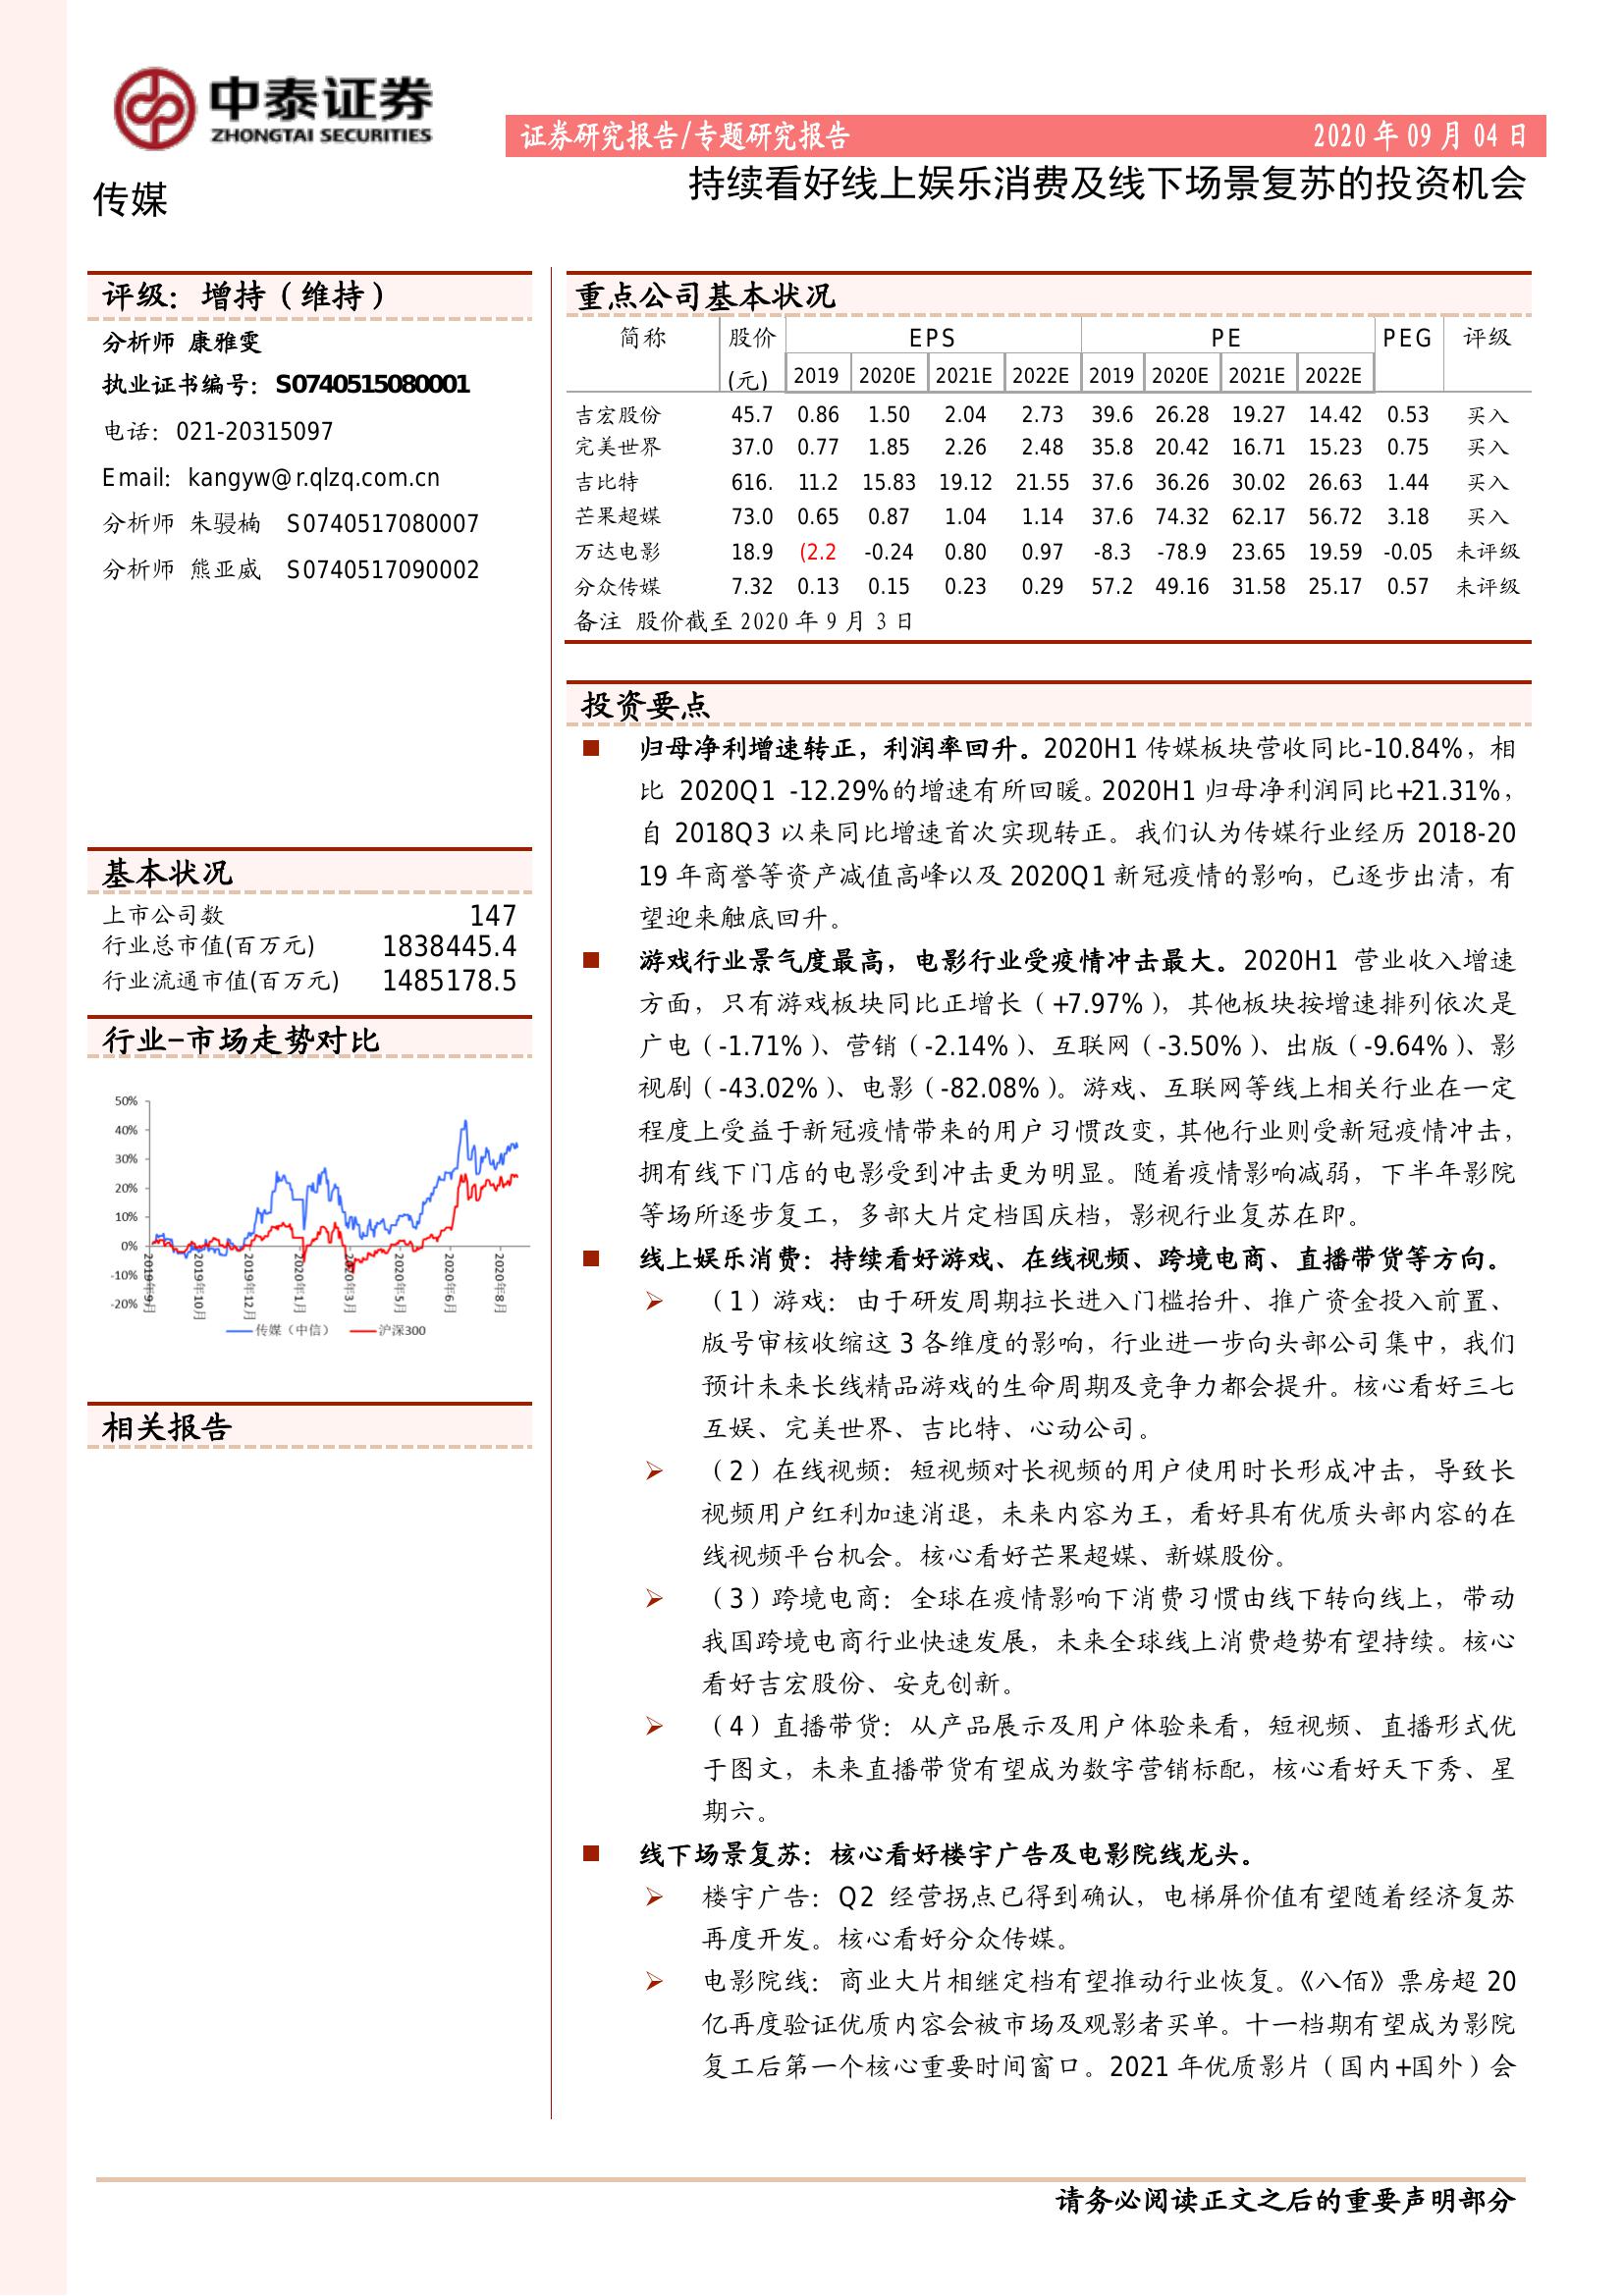 中泰证券
ZHONGTAI SECURITIES
证券研究报告/专题研究报告 2020 年 09 月 04 日
传媒
持续看好线上娱乐消费及线下场景复苏的投资机会
评级：增持（维持）
分析师 康雅雯
执业证书编号：S0740515080001
电话：021-20315097
Email：kangyw@r.qlzq.com.cn
分析师 朱骎楠 S0740517080007
分析师 熊亚威 S0740517090002
基本状况
上市公司数 147
行业总市值(百万元) 1838445.4
行业流通市值(百万元) 1485178.5
行业-市场走势对比
50%
40%
30%
20%
10%
0%
-10%
-20%
2019年9月 2019年10月 2019年12月 2020年1月 2020年3月 2020年5月 2020年6月 2020年8月
传媒（中信） 沪深300
相关报告
重点公司基本状况
简称 股价 EPS PE PEG 评级
(元) 2019 2020E 2021E 2022E 2019 2020E 2021E 2022E
吉宏股份 45.7 0.86 1.50 2.04 2.73 39.6 26.28 19.27 14.42 0.53 买入
完美世界 37.0 0.77 1.85 2.26 2.48 35.8 20.42 16.71 15.23 0.75 买入
吉比特 616. 11.2 15.83 19.12 21.55 37.6 36.26 30.02 26.63 1.44 买入
芒果超媒 73.0 0.65 0.87 1.04 1.14 37.6 74.32 62.17 56.72 3.18 买入
万达电影 18.9 (2.2 -0.24 0.80 0.97 -8.3 -78.9 23.65 19.59 -0.05 未评级
分众传媒 7.32 0.13 0.15 0.23 0.29 57.2 49.16 31.58 25.17 0.57 未评级
备注 股价截至 2020 年 9 月 3 日
投资要点
■ 归母净利增速转正，利润率回升。2020H1 传媒板块营收同比-10.84%，相
比 2020Q1 -12.29%的增速有所回暖。2020H1 归母净利润同比+21.31%，
自 2018Q3 以来同比增速首次实现转正。我们认为传媒行业经历 2018-20
19 年商誉等资产减值高峰以及 2020Q1 新冠疫情的影响，已逐步出清，有
望迎来触底回升。
■ 游戏行业景气度最高，电影行业受疫情冲击最大。2020H1 营业收入增速
方面，只有游戏板块同比正增长（+7.97%），其他板块按增速排列依次是
广电（-1.71%）、营销（-2.14%）、互联网（-3.50%）、出版（-9.64%）、影
视剧（-43.02%）、电影（-82.08%）。游戏、互联网等线上相关行业在一定
程度上受益于新冠疫情带来的用户习惯改变，其他行业则受新冠疫情冲击，
拥有线下门店的电影受到冲击更为明显。随着疫情影响减弱，下半年影院
等场所逐步复工，多部大片定档国庆档，影视行业复苏在即。
■ 线上娱乐消费：持续看好游戏、在线视频、跨境电商、直播带货等方向。
➢ （1）游戏：由于研发周期拉长进入门槛抬升、推广资金投入前置、
版号审核收缩这 3 各维度的影响，行业进一步向头部公司集中，我们
预计未来长线精品游戏的生命周期及竞争力都会提升。核心看好三七
互娱、完美世界、吉比特、心动公司。
➢ （2）在线视频：短视频对长视频的用户使用时长形成冲击，导致长
视频用户红利加速消退，未来内容为王，看好具有优质头部内容的在
线视频平台机会。核心看好芒果超媒、新媒股份。
➢ （3）跨境电商：全球在疫情影响下消费习惯由线下转向线上，带动
我国跨境电商行业快速发展，未来全球线上消费趋势有望持续。核心
看好吉宏股份、安克创新。
➢ （4）直播带货：从产品展示及用户体验来看，短视频、直播形式优
于图文，未来直播带货有望成为数字营销标配，核心看好天下秀、星
期六。
■ 线下场景复苏：核心看好楼宇广告及电影院线龙头。
➢ 楼宇广告：Q2 经营拐点已得到确认，电梯屏价值有望随着经济复苏
再度开发。核心看好分众传媒。
➢ 电影院线：商业大片相继定档有望推动行业恢复。《八佰》票房超 20
亿再度验证优质内容会被市场及观影者买单。十一档期有望成为影院
复工后第一个核心重要时间窗口。2021 年优质影片（国内+国外）会
请务必阅读正文之后的重要声明部分